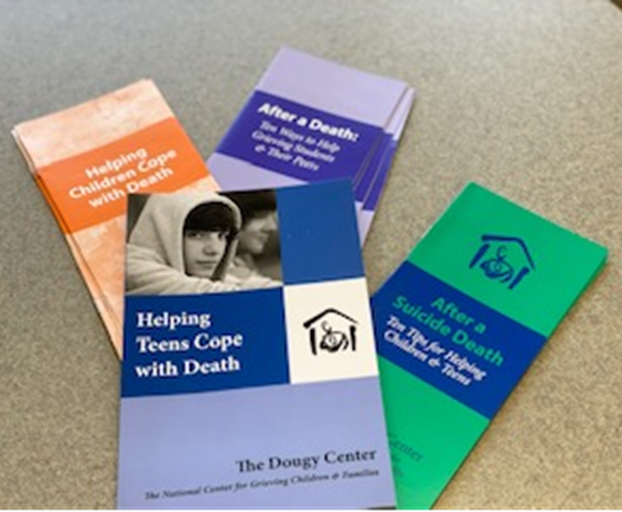 Helping
Children Cope
with Death
After a Death:
Ten Ways to Help
Grieving Students
& Their Peers
Helping
Teens Cope
with Death
The Dougy Center
The National Center for Grieving Children & Families
After a
Suicide Death
Ten Tips for Helping
Children & Teens
Center